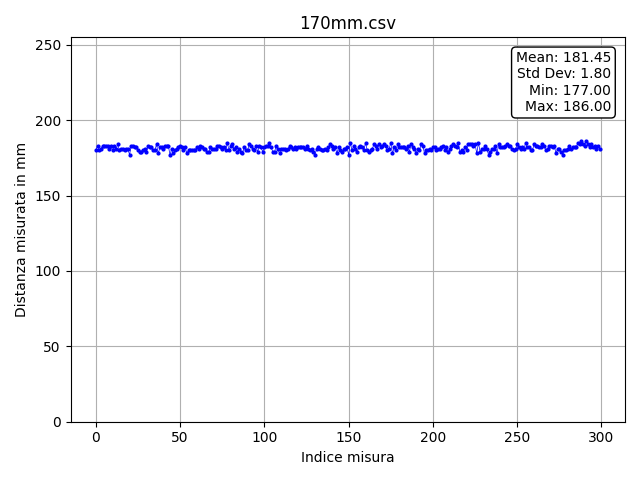 170mm.csv
Mean: 181.45
Std Dev: 1.80
Min: 177.00
Max: 186.00
Distanza misurata in mm
250
200
150
100
50
0
0 50 100 150 200 250 300
Indice misura